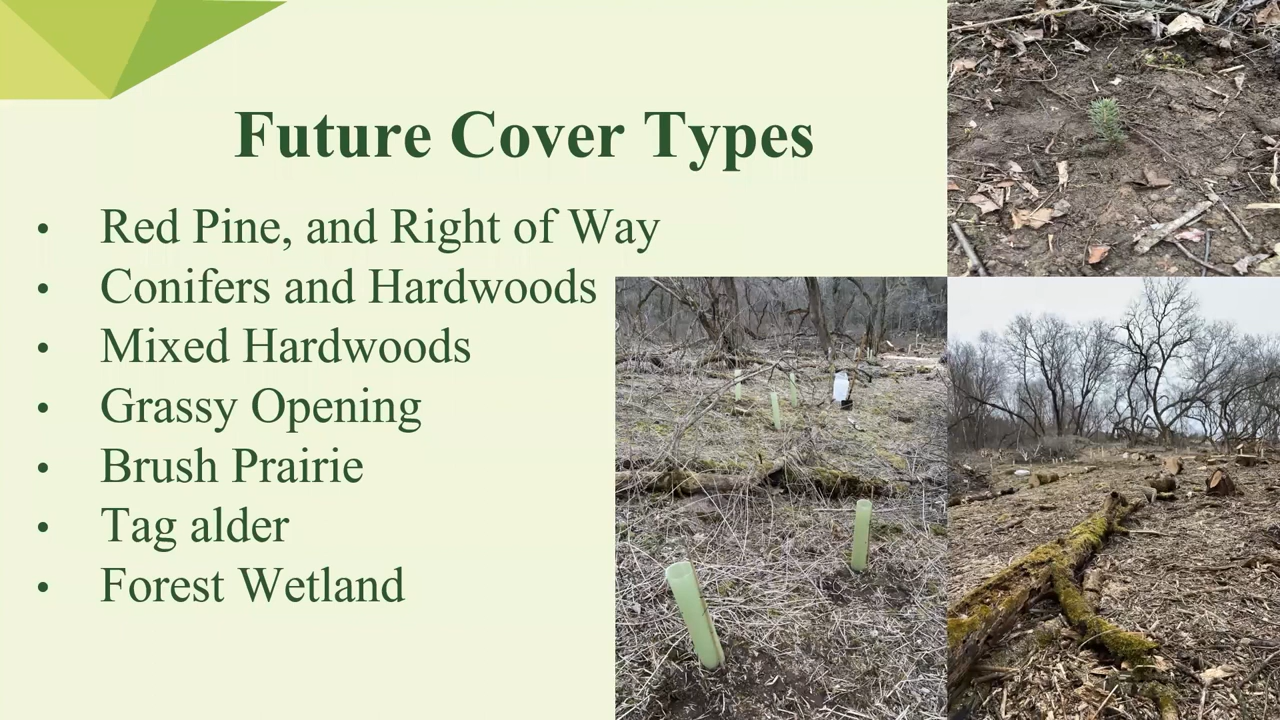 Future Cover Types
• Red Pine, and Right of Way
• Conifers and Hardwoods
• Mixed Hardwoods
• Grassy Opening
• Brush Prairie
• Tag alder
• Forest Wetland